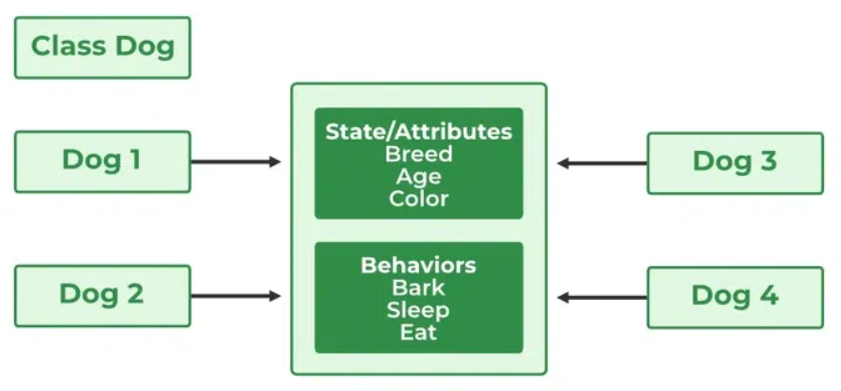 Class Dog
Dog 1
Dog 2
State/Attributes
Breed
Age
Color
Behaviors
Bark
Sleep
Eat
Dog 3
Dog 4